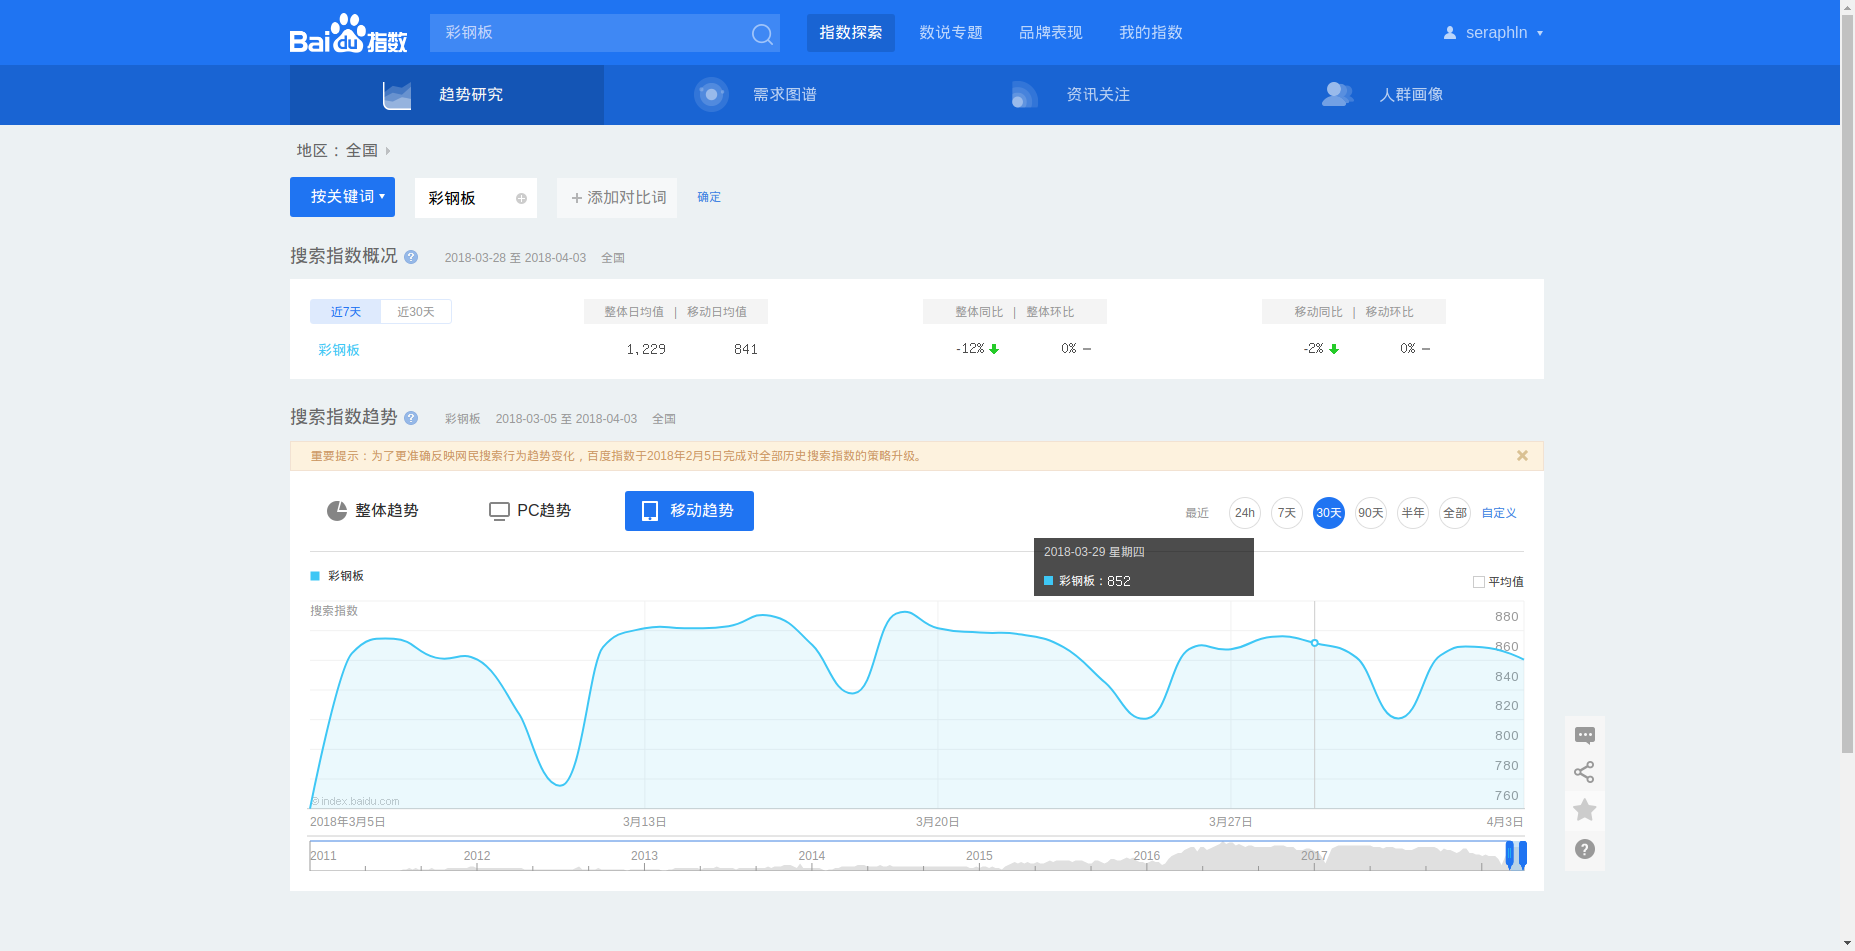 Bai du 指数
彩钢板
指数探索 数说专题 品牌表现 我的指数
seraphln
趋势研究 需求图谱 资讯关注 人群画像
地区：全国
按关键词 彩钢板 + 添加对比词 确定
搜索指数概况 ? 2018-03-28 至 2018-04-03 全国
近7天 近30天 整体日均值 | 移动日均值 整体同比 | 整体环比 移动同比 | 移动环比
彩钢板 1,229 841 -12% 0% -2% 0%
搜索指数趋势 ? 彩钢板 2018-03-05 至 2018-04-03 全国
重要提示：为了更准确反映网民搜索行为趋势变化，百度指数于2018年2月5日完成对全部历史搜索指数的策略升级。
整体趋势 PC趋势 移动趋势 最近 24h 7天 30天 90天 半年 全部 自定义
2018-03-29 星期四
彩钢板：852
彩钢板
平均值
搜索指数
880
860
840
820
800
780
760
© index.baidu.com
2018年3月5日 3月13日 3月20日 3月27日 4月3日
2011 2012 2013 2014 2015 2016 2017
?